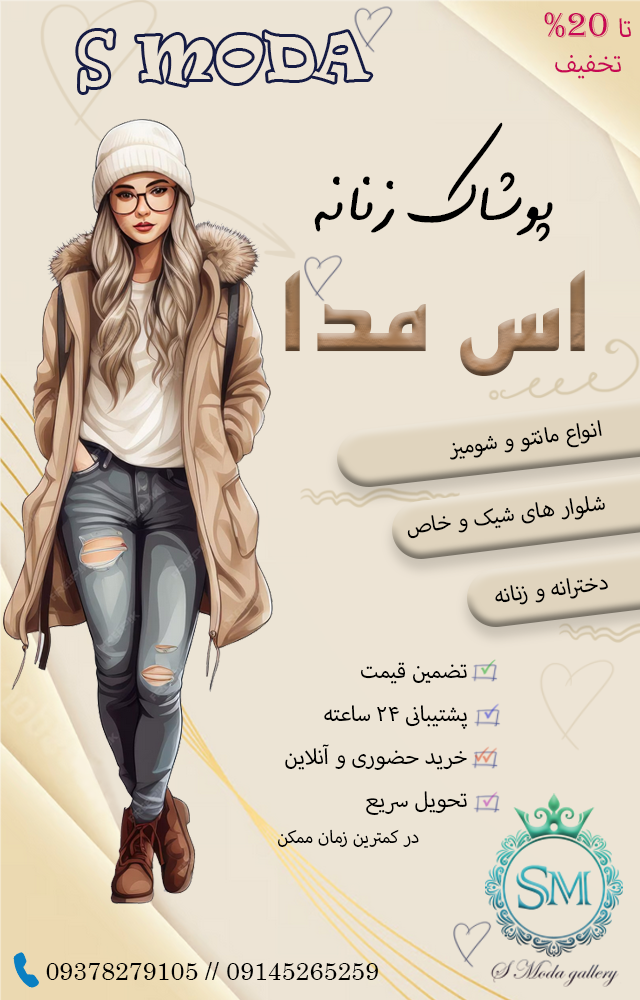 S MODA
تا 20%
تخفیف
پوشاک زنانه
اس مدا
انواع مانتو و شومیز
شلوار های شیک و خاص
دخترانه و زنانه
تضمین قیمت
پشتیبانی ۲۴ ساعته
خرید حضوری و آنلاین
تحویل سریع
در کمترین زمان ممکن
SM
S Moda gallery
09378279105 // 09145265259